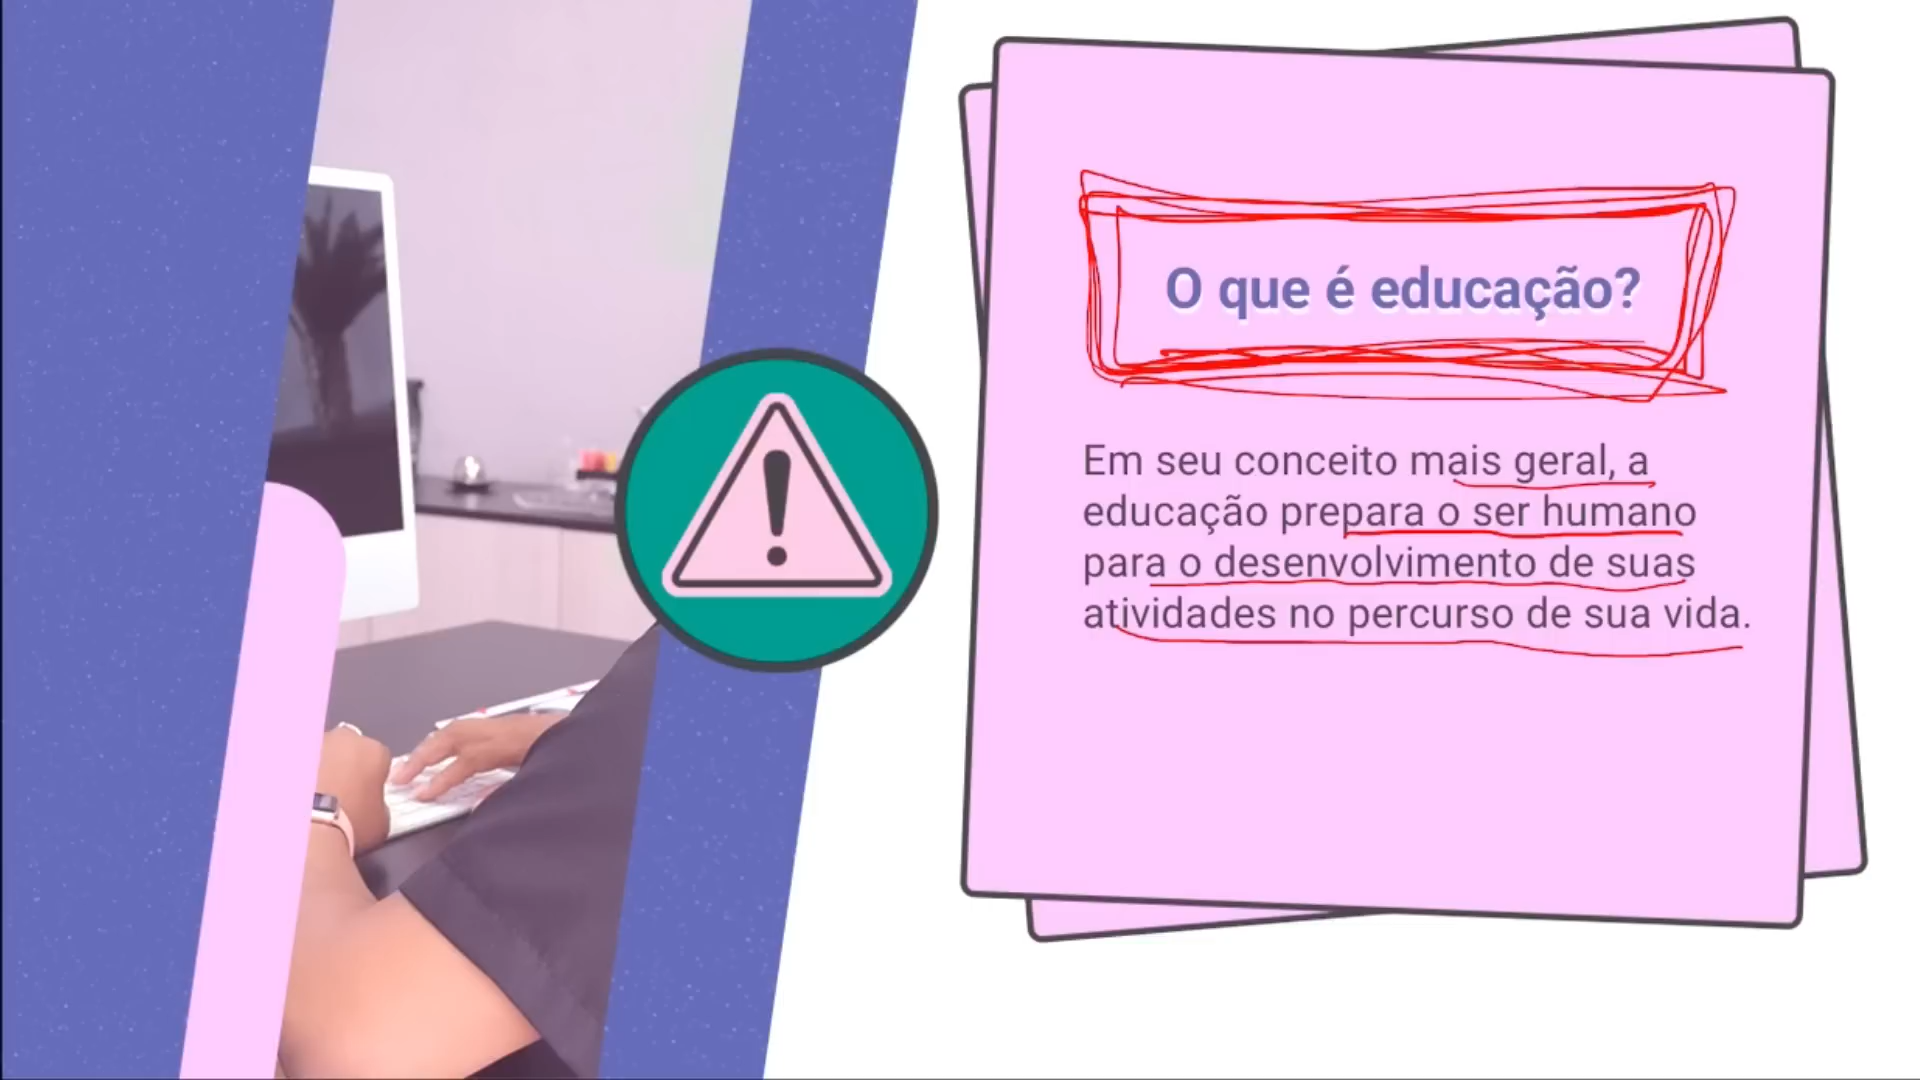 O que é educação?
Em seu conceito mais geral, a
educação prepara o ser humano
para o desenvolvimento de suas
atividades no percurso de sua vida.